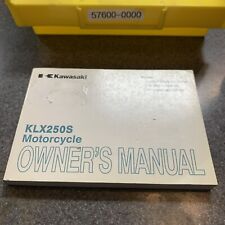 57600-0000
Kawasaki
KLX250S
Motorcycle
OWNER'S MANUAL